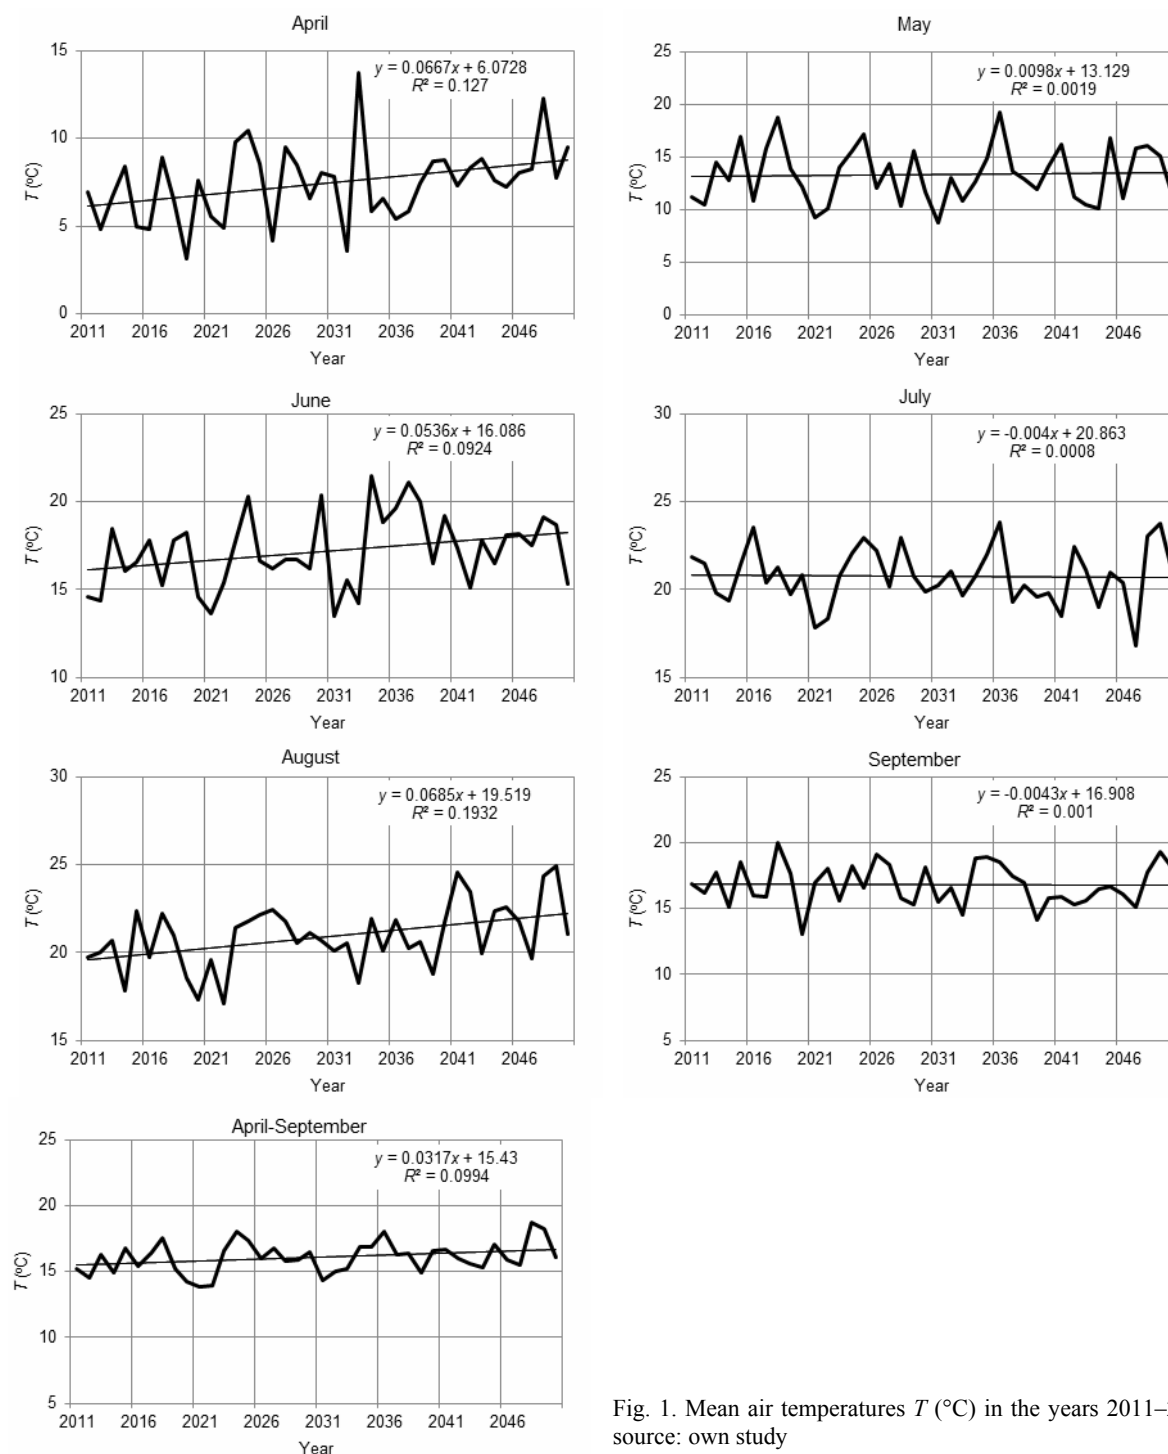 April
15
10
5
0
T (ºC)
y = 0.0667x + 6.0728
R² = 0.127
2011 2016 2021 2026 2031 2036 2041 2046
Year
May
25
20
15
10
5
0
T (ºC)
y = 0.0098x + 13.129
R² = 0.0019
2011 2016 2021 2026 2031 2036 2041 2046
Year
June
25
20
15
10
T (ºC)
y = 0.0536x + 16.086
R² = 0.0924
2011 2016 2021 2026 2031 2036 2041 2046
Year
July
30
25
20
15
T (ºC)
y = -0.004x + 20.863
R² = 0.0008
2011 2016 2021 2026 2031 2036 2041 2046
Year
August
30
25
20
15
T (ºC)
y = 0.0685x + 19.519
R² = 0.1932
2011 2016 2021 2026 2031 2036 2041 2046
Year
September
25
20
15
10
5
T (ºC)
y = -0.0043x + 16.908
R² = 0.001
2011 2016 2021 2026 2031 2036 2041 2046
Year
April-September
25
20
15
10
5
T (ºC)
y = 0.0317x + 15.43
R² = 0.0994
2011 2016 2021 2026 2031 2036 2041 2046
Year
Fig. 1. Mean air temperatures T (°C) in the years 2011–
source: own study